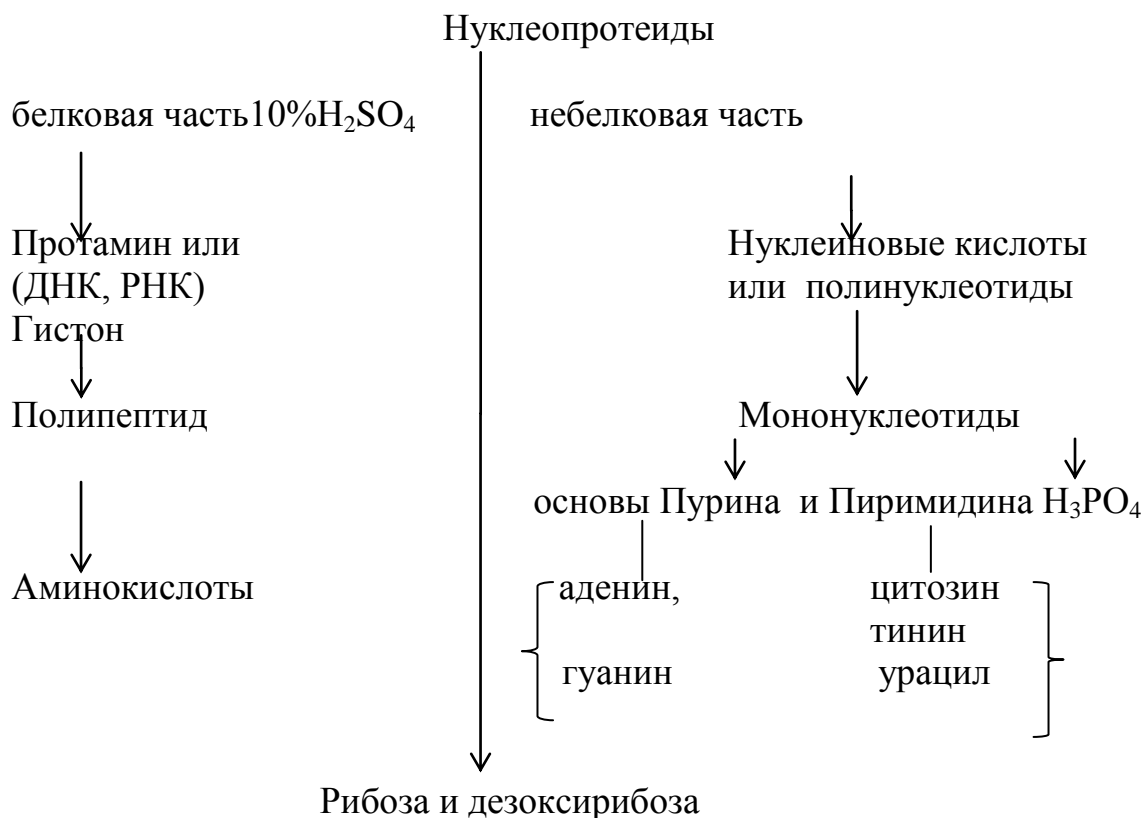 Нуклеопротеиды
белковая часть10%H₂SO₄ небелковая часть
Протамин или Нуклеиновые кислоты
(ДНК, РНК) или полинуклеотиды
Гистон
Полипептид Мононуклеотиды
основы Пурина и Пиримидина H₃PO₄
Аминокислоты аденин, цитозин
тинин
гуанин урацил
Рибоза и дезоксирибоза